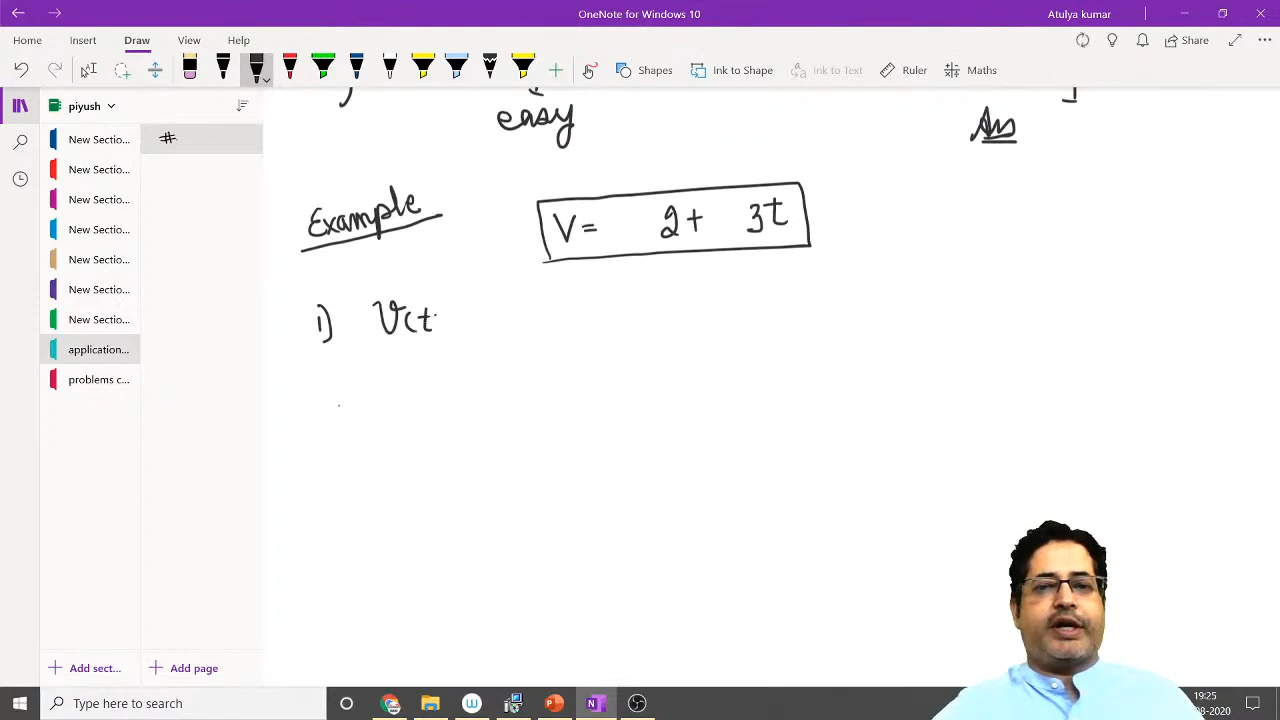 OneNote for Windows 10
Atulya kumar
Home Insert Draw View Help
Share
Shapes Ink to Shape Ink to Text Ruler Maths
piyush
New Sectio...
New Sectio...
New Sectio...
New Sectio...
New Sectio...
New Sectio...
New Sectio...
application...
problems c...
#
easy
Ans
Example
V = 2 + 3t
1) V(t
Add sect... Add page
Type here to search
19:25
8-2020